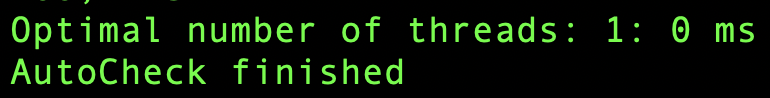 Optimal number of threads: 1: 0 ms
AutoCheck finished